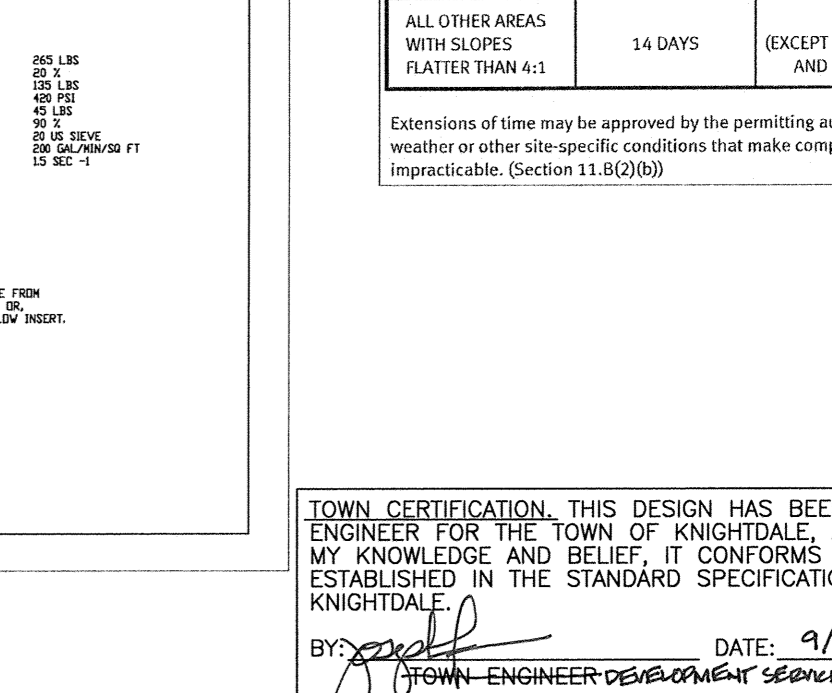 265 LBS
20 %
135 LBS
420 PSI
45 LBS
90 %
20 US SIEVE
200 GAL/MIN/SQ FT
1.5 SEC -1
E FROM
OR,
LOW INSERT.
ALL OTHER AREAS
WITH SLOPES
FLATTER THAN 4:1
14 DAYS
(EXCEPT
AND
Extensions of time may be approved by the permitting au
weather or other site-specific conditions that make comp
impracticable. (Section 11.B(2)(b))
TOWN CERTIFICATION. THIS DESIGN HAS BEE
ENGINEER FOR THE TOWN OF KNIGHTDALE,
MY KNOWLEDGE AND BELIEF, IT CONFORMS
ESTABLISHED IN THE STANDARD SPECIFICATIO
KNIGHTDALE.
BY: DATE: 9/
TOWN ENGINEER DEVELOPMENT SERVICE